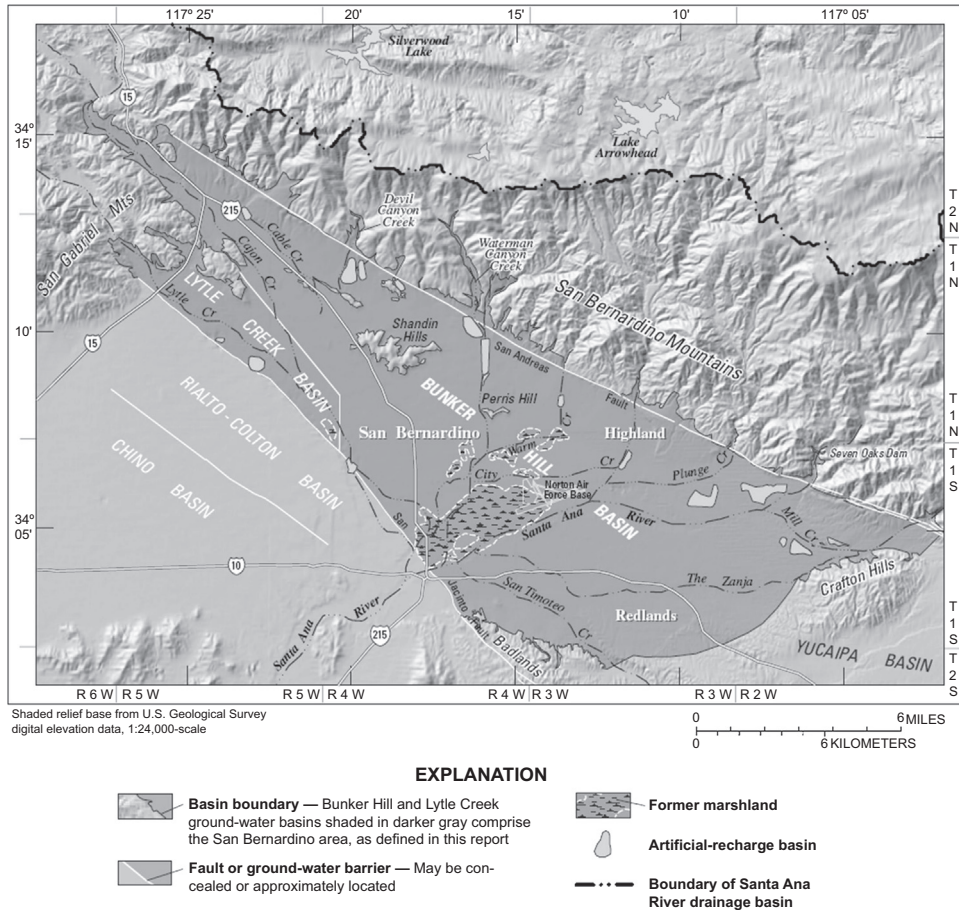 117° 25'
20'
15'
10'
117° 05'
Silverwood
Lake
15
34°
15'
Lake
Arrowhead
T
2
N
T
1
N
Devil
Canyon
Creek
215
San Gabriel Mts
Cajon Cr
Cable Cr
Waterman
Canyon
Creek
LYTLE
CREEK
BASIN
Lytle Cr
San Bernardino Mountains
10'
15
Shandin
Hills
San Andreas
Fault
BUNKER
HILL
BASIN
RIALTO - COLTON
BASIN
Perris Hill
Cr
T
1
N
T
1
S
San Bernardino
Highland
CHINO
BASIN
Warm
City
Cr
Plunge Cr
Seven Oaks Dam
Norton Air
Force Base
34°
05'
San
Jacinto Fault
Santa Ana River
Mill Cr
10
San Timoteo Cr
The Zanja
Crafton Hills
Santa Ana River
215
Redlands
Badlands
YUCAIPA BASIN
T
1
S
T
2
S
R 6 W R 5 W
R 5 W R 4 W
R 4 W R 3 W
R 3 W R 2 W
Shaded relief base from U.S. Geological Survey
digital elevation data, 1:24,000-scale
0 6 MILES
0 6 KILOMETERS
EXPLANATION
Basin boundary — Bunker Hill and Lytle Creek
ground-water basins shaded in darker gray comprise
the San Bernardino area, as defined in this report
Fault or ground-water barrier — May be con-
cealed or approximately located
Former marshland
Artificial-recharge basin
Boundary of Santa Ana
River drainage basin